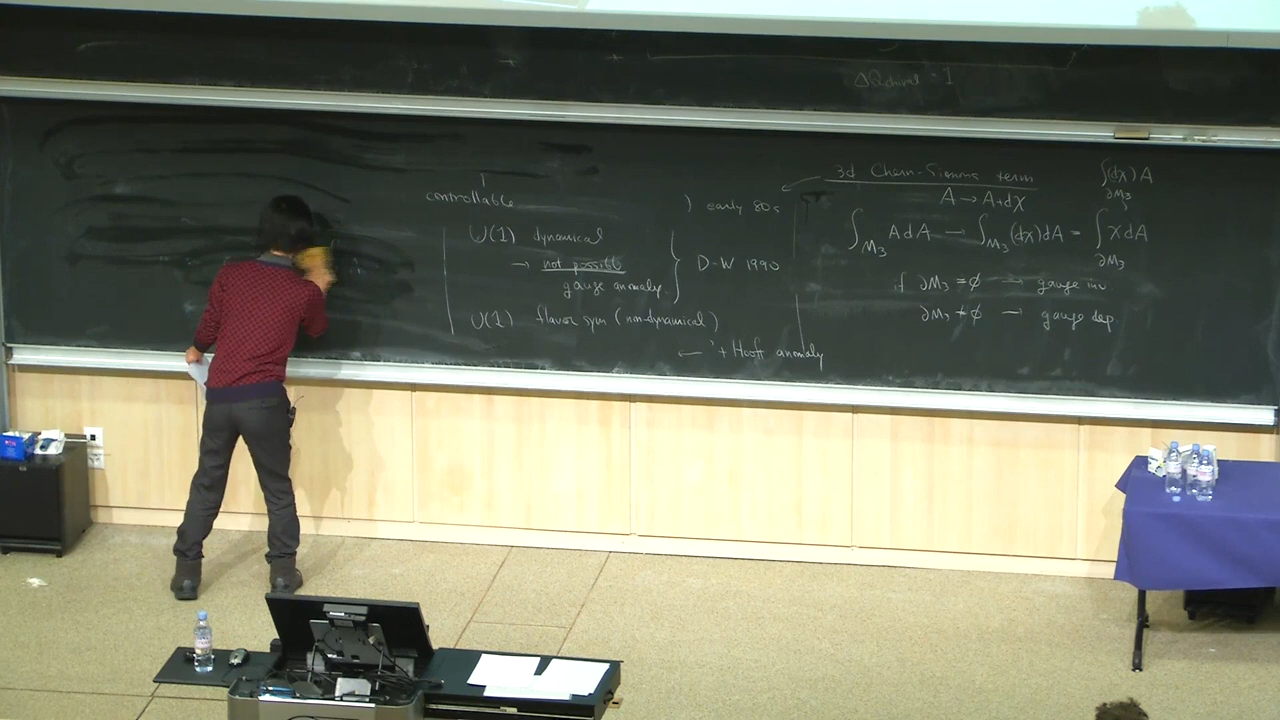 ΔQchiral = 1
controllable
U(1) dynamical
→ not possible
gauge anomaly
U(1) flavor sym (non-dynamical)
← 't Hooft anomaly
) early 80s
} D-W 1990
3d Chern-Simons term
A → A+dχ
∫_{M₃} AdA → ∫_{M₃} (dχ)dA = ∫_{∂M₃} χdA
if ∂M₃ = ∅ → gauge inv
∂M₃ ≠ ∅ → gauge dep
∫_{∂M₃} (dχ)A